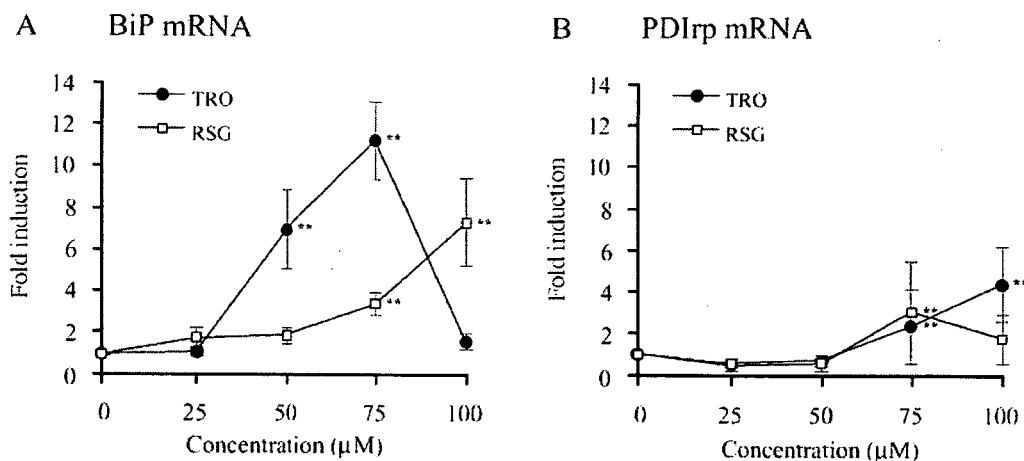 A BiP mRNA
14
12
10
8
6
4
2
0
Fold induction
TRO
RSG
**
**
**
**
0 25 50 75 100
Concentration (µM)
B PDIrp mRNA
14
12
10
8
6
4
2
0
Fold induction
TRO
RSG
**
**
**
0 25 50 75 100
Concentration (µM)